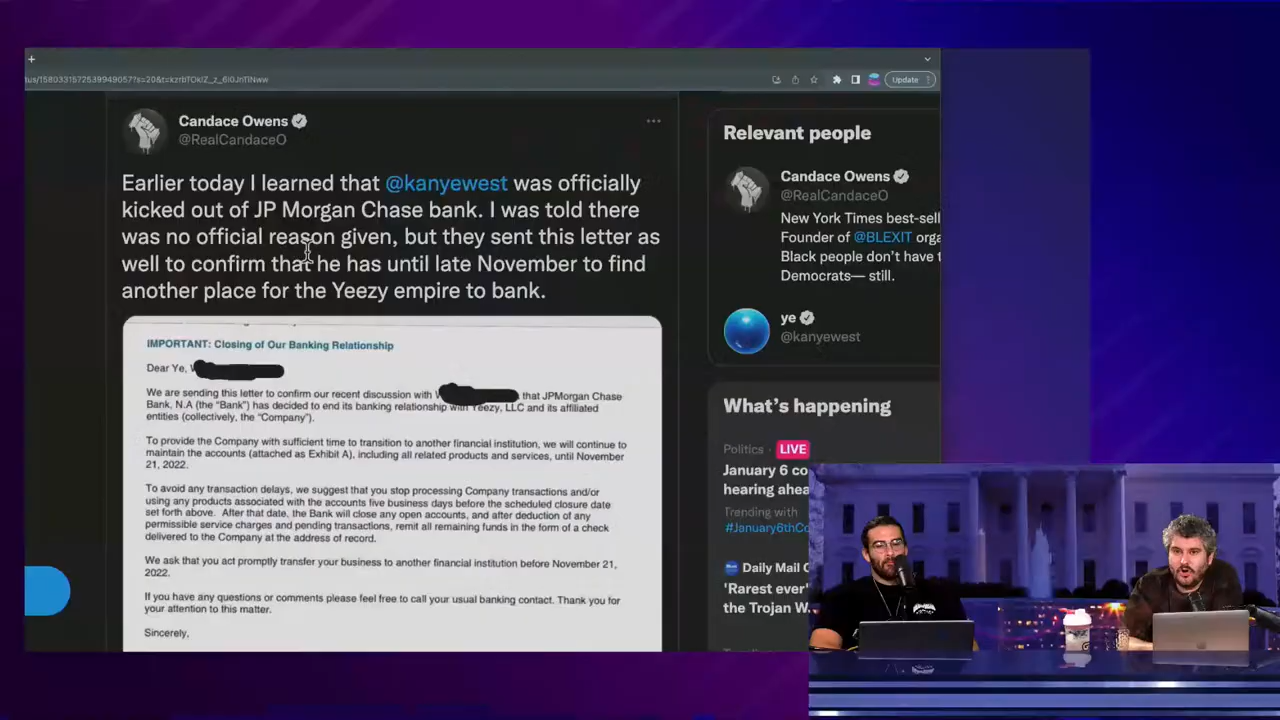 tus/1580331572539949057?s=20&t=kzrbTOk/Z_z_6i0JnTlNww
Update
Candace Owens
@RealCandaceO
Earlier today I learned that @kanyewest was officially
kicked out of JP Morgan Chase bank. I was told there
was no official reason given, but they sent this letter as
well to confirm that he has until late November to find
another place for the Yeezy empire to bank.
IMPORTANT: Closing of Our Banking Relationship
Dear Ye,
We are sending this letter to confirm our recent discussion with that JPMorgan Chase
Bank, N.A (the "Bank") has decided to end its banking relationship with Yeezy, LLC and its affiliated
entities (collectively, the "Company").
To provide the Company with sufficient time to transition to another financial institution, we will continue to
maintain the accounts (attached as Exhibit A), including all related products and services, until November
21, 2022.
To avoid any transaction delays, we suggest that you stop processing Company transactions and/or
using any products associated with the accounts five business days before the scheduled closure date
set forth above. After that date, the Bank will close any open accounts, and after deduction of any
permissible service charges and pending transactions, remit all remaining funds in the form of a check
delivered to the Company at the address of record.
We ask that you act promptly transfer your business to another financial institution before November 21,
2022.
If you have any questions or comments please feel free to call your usual banking contact. Thank you for
your attention to this matter.
Sincerely,
Relevant people
Candace Owens
@RealCandaceO
New York Times best-sell
Founder of @BLEXIT orga
Black people don't have t
Democrats— still.
ye
@kanyewest
What's happening
Politics · LIVE
January 6 co
hearing ahea
Trending with
#January6thCo
Daily Mail
'Rarest ever'
the Trojan W